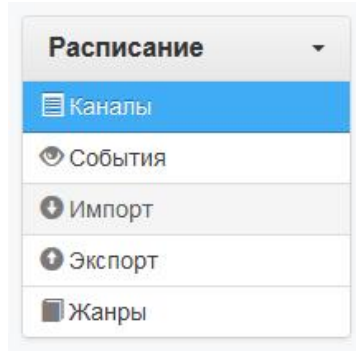 Расписание
Каналы
События
Импорт
Экспорт
Жанры